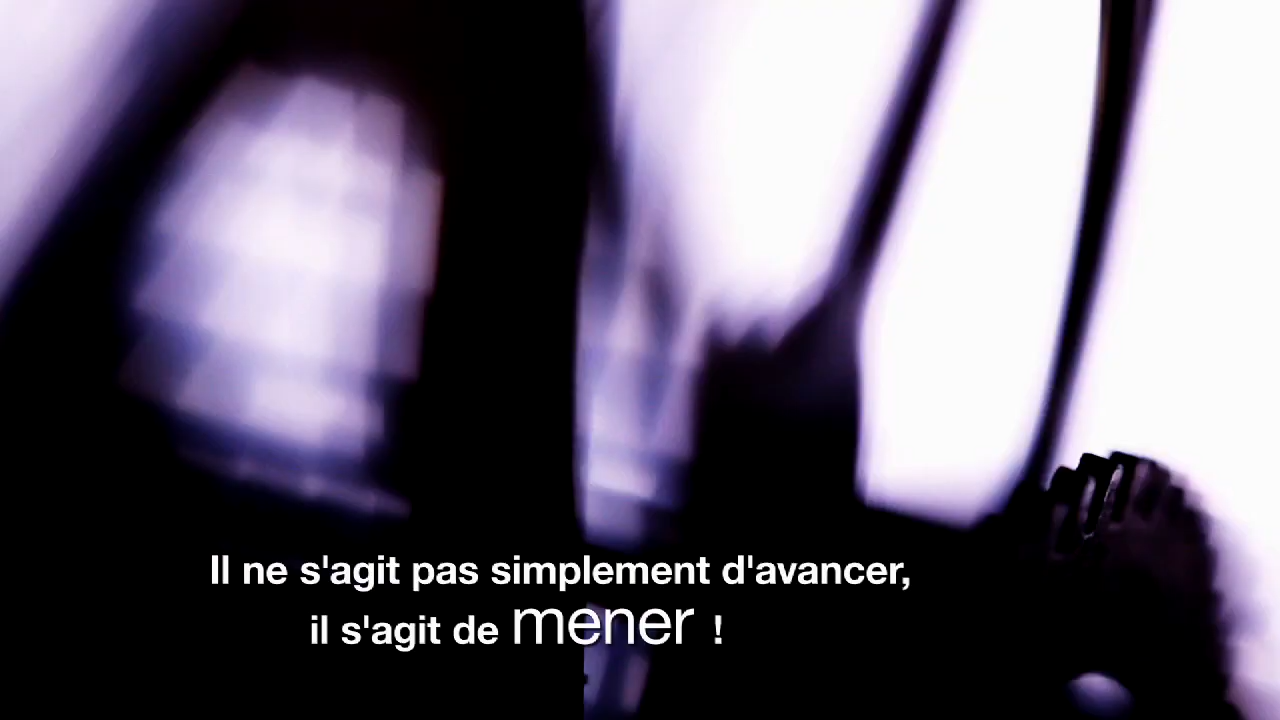 Il ne s'agit pas simplement d'avancer,
il s'agit de mener !